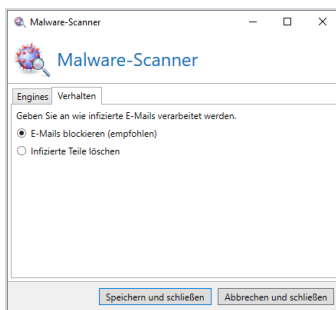 Malware-Scanner
Malware-Scanner
Engines Verhalten
Geben Sie an wie infizierte E-Mails verarbeitet werden.
E-Mails blockieren (empfohlen)
Infizierte Teile löschen
Speichern und schließen Abbrechen und schließen